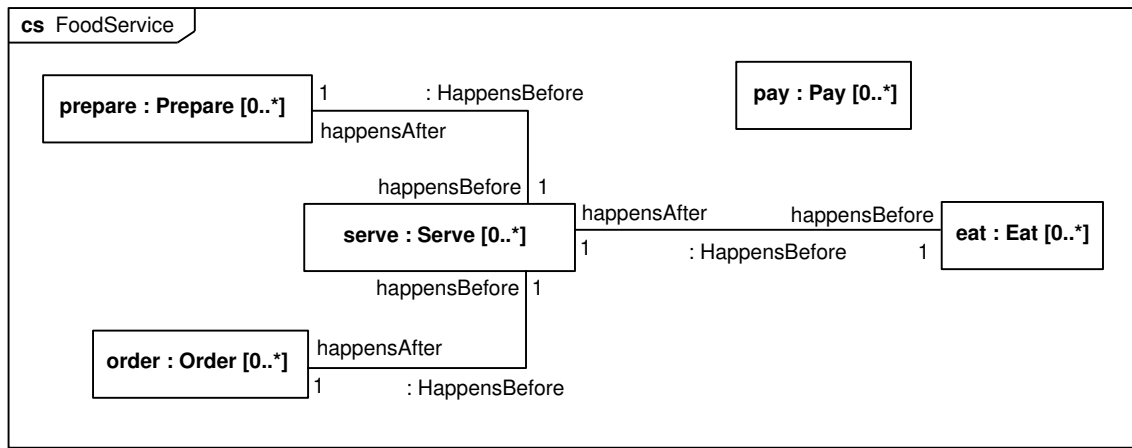 cs FoodService
prepare : Prepare [0..*]
1
: HappensBefore
happensAfter
pay : Pay [0..*]
happensBefore
1
serve : Serve [0..*]
happensAfter
happensBefore
1
: HappensBefore
1
eat : Eat [0..*]
happensBefore
1
order : Order [0..*]
happensAfter
1
: HappensBefore